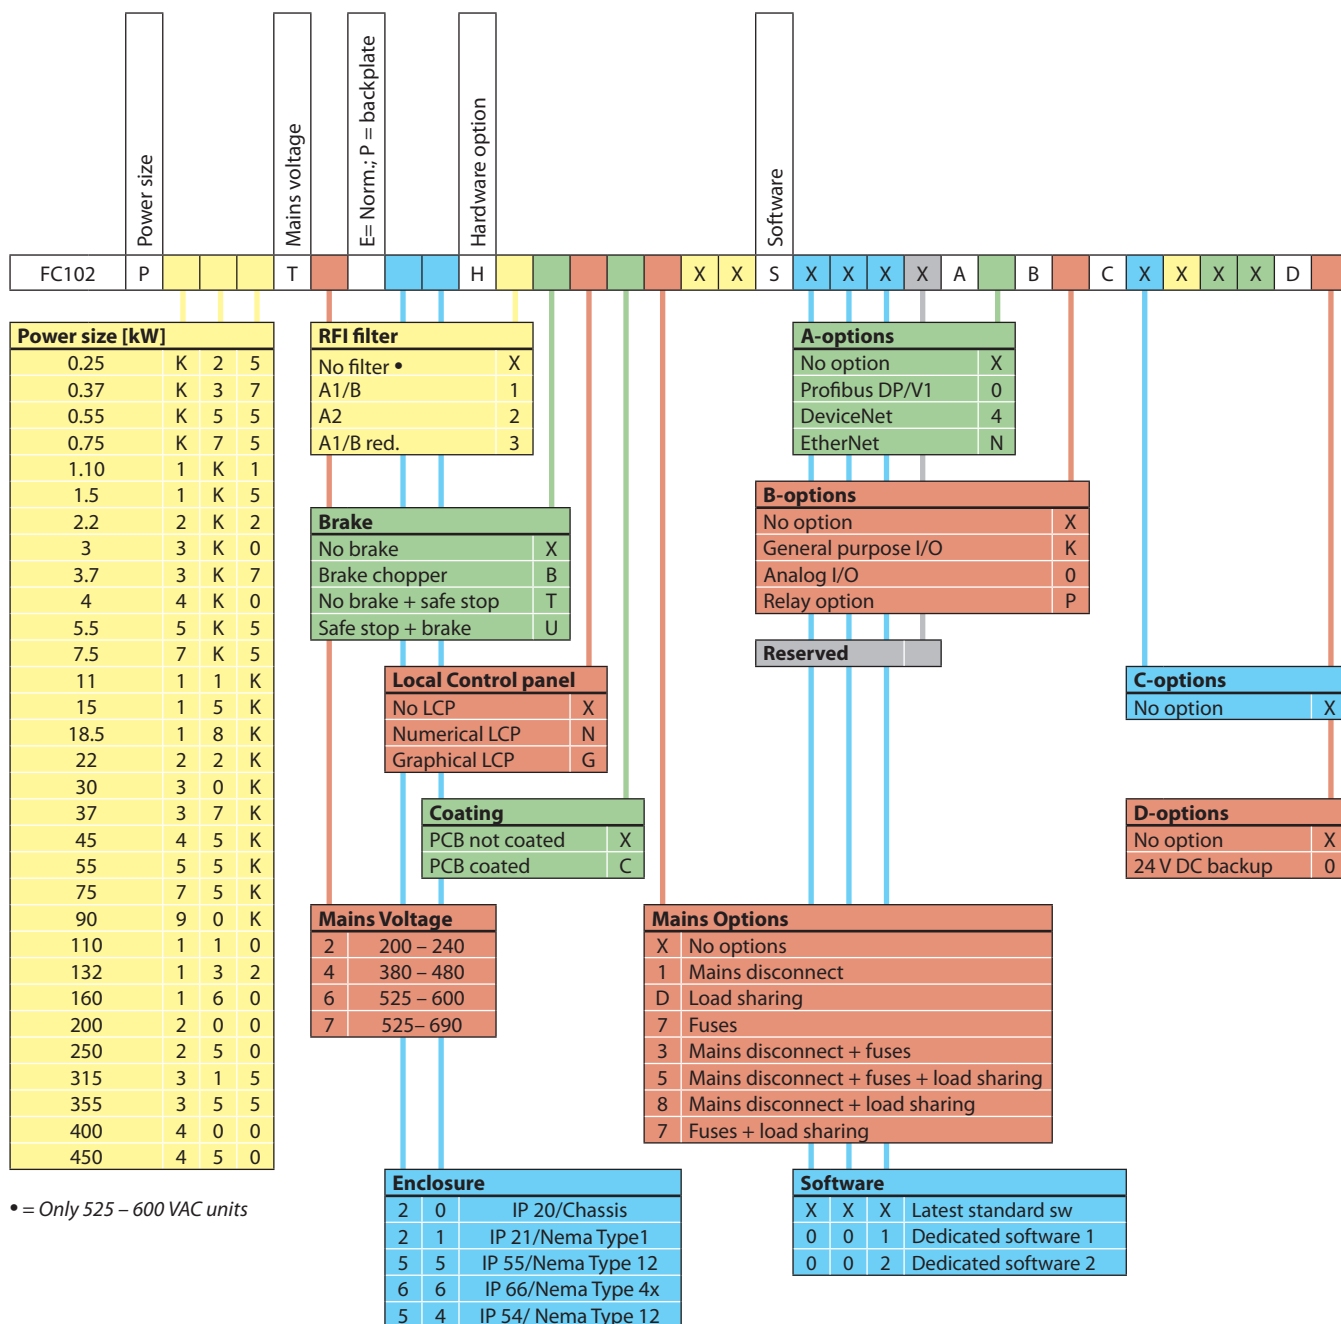 Power size
Mains voltage
E= Norm.; P = backplate
Hardware option
Software
FC102 P T H X X S X X X X A B C X X X X D
Power size [kW]
0.25 K 2 5
0.37 K 3 7
0.55 K 5 5
0.75 K 7 5
1.10 1 K 1
1.5 1 K 5
2.2 2 K 2
3 3 K 0
3.7 3 K 7
4 4 K 0
5.5 5 K 5
7.5 7 K 5
11 1 1 K
15 1 5 K
18.5 1 8 K
22 2 2 K
30 3 0 K
37 3 7 K
45 4 5 K
55 5 5 K
75 7 5 K
90 9 0 K
110 1 1 0
132 1 3 2
160 1 6 0
200 2 0 0
250 2 5 0
315 3 1 5
355 3 5 5
400 4 0 0
450 4 5 0
• = Only 525 – 600 VAC units
RFI filter
No filter • X
A1/B 1
A2 2
A1/B red. 3
Brake
No brake X
Brake chopper B
No brake + safe stop T
Safe stop + brake U
Local Control panel
No LCP X
Numerical LCP N
Graphical LCP G
Coating
PCB not coated X
PCB coated C
Mains Voltage
2 200 – 240
4 380 – 480
6 525 – 600
7 525– 690
Enclosure
2 0 IP 20/Chassis
2 1 IP 21/Nema Type1
5 5 IP 55/Nema Type 12
6 6 IP 66/Nema Type 4x
5 4 IP 54/ Nema Type 12
A-options
No option X
Profibus DP/V1 0
DeviceNet 4
EtherNet N
B-options
No option X
General purpose I/O K
Analog I/O 0
Relay option P
Reserved
Mains Options
X No options
1 Mains disconnect
D Load sharing
7 Fuses
3 Mains disconnect + fuses
5 Mains disconnect + fuses + load sharing
8 Mains disconnect + load sharing
7 Fuses + load sharing
Software
X X X Latest standard sw
0 0 1 Dedicated software 1
0 0 2 Dedicated software 2
C-options
No option X
D-options
No option X
24 V DC backup 0